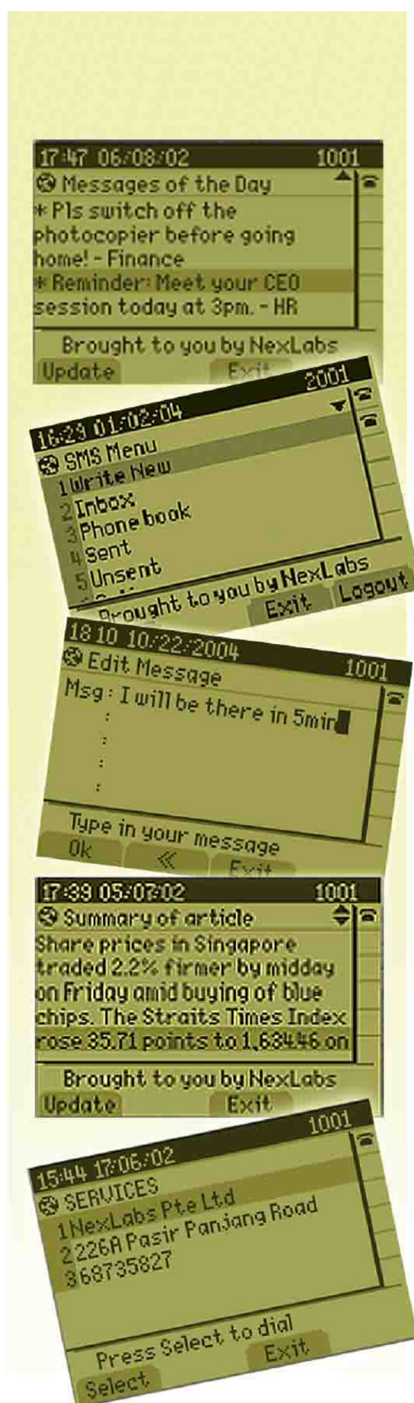 17:47 06/08/02 1001
Messages of the Day
* Pls switch off the
photocopier before going
home! - Finance
* Reminder: Meet your CEO
session today at 3pm. - HR
Brought to you by NexLabs
Update Exit
16:29 01/02/04 2001
SMS Menu
1 Write New
2 Inbox
3 Phone book
4 Sent
5 Unsent
Brought to you by NexLabs
Exit Logout
18:10 10/22/2004 1001
Edit Message
Msg : I will be there in 5min
:
:
:
:
Type in your message
Ok << Exit
17:39 05/07/02 1001
Summary of article
Share prices in Singapore
traded 2.2% firmer by midday
on Friday amid buying of blue
chips. The Straits Times Index
rose 35.71 points to 1,634.46 on
Brought to you by NexLabs
Update Exit
15:44 17/06/02 1001
SERVICES
1 NexLabs Pte Ltd
2 226A Pasir Panjang Road
3 68735827
Press Select to dial
Select Exit